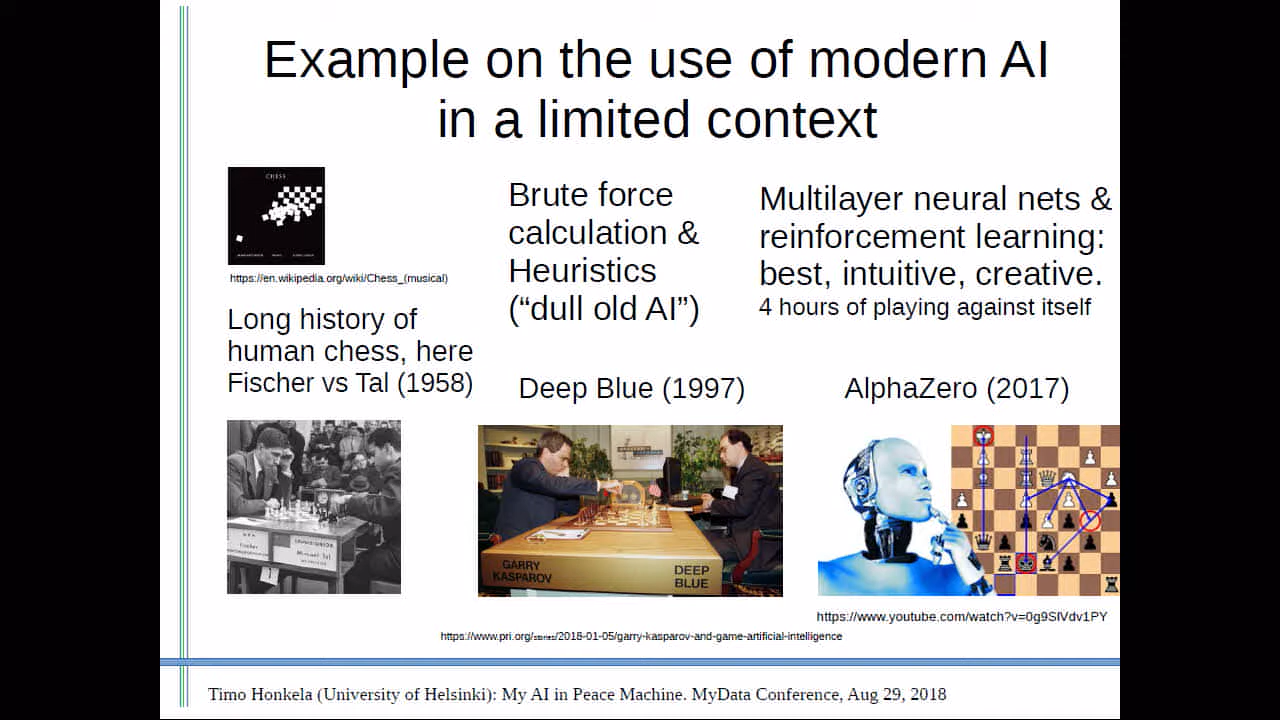 Example on the use of modern AI
in a limited context
CHESS
https://en.wikipedia.org/wiki/Chess_(musical)
Long history of
human chess, here
Fischer vs Tal (1958)
Brute force
calculation &
Heuristics
(“dull old AI”)
Deep Blue (1997)
Multilayer neural nets &
reinforcement learning:
best, intuitive, creative.
4 hours of playing against itself
AlphaZero (2017)
Fischer
Michael Tal
GARRY
KASPAROV
DEEP
BLUE
https://www.youtube.com/watch?v=0g9SlVdv1PY
https://www.pri.org/stories/2018-01-05/garry-kasparov-and-game-artificial-intelligence
Timo Honkela (University of Helsinki): My AI in Peace Machine. MyData Conference, Aug 29, 2018